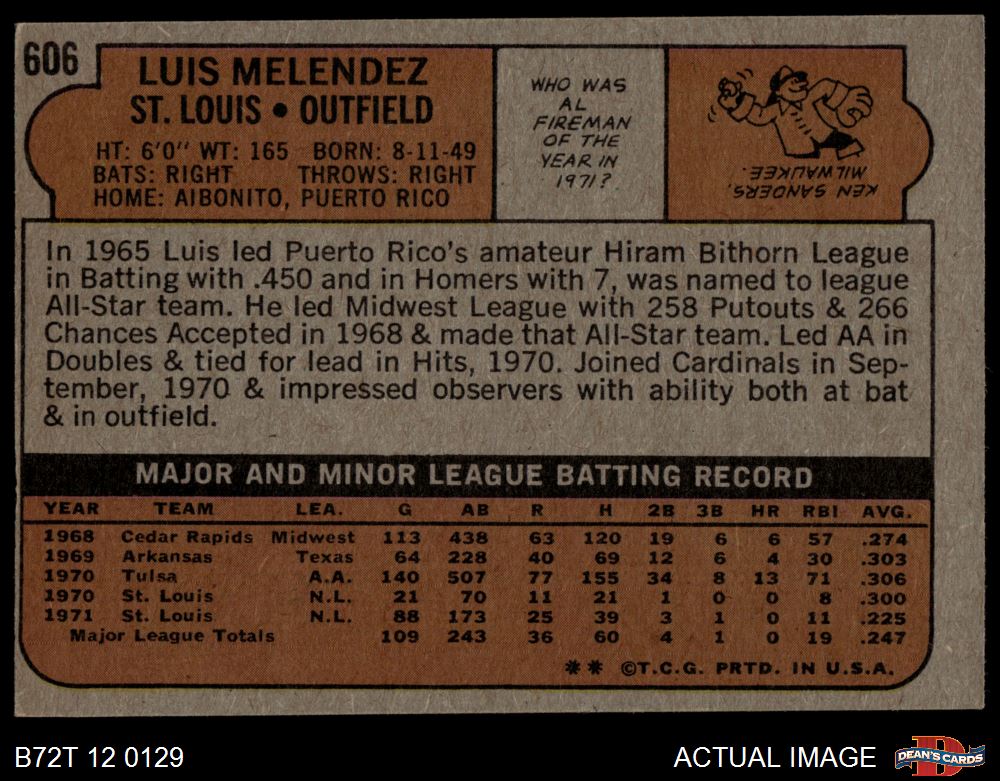 606
LUIS MELENDEZ
ST. LOUIS • OUTFIELD
HT: 6'0" WT: 165 BORN: 8-11-49
BATS: RIGHT THROWS: RIGHT
HOME: AIBONITO, PUERTO RICO
WHO WAS
AL
FIREMAN
OF THE
YEAR IN
1971?
KEN SANDERS,
MILWAUKEE.
In 1965 Luis led Puerto Rico's amateur Hiram Bithorn League
in Batting with .450 and in Homers with 7, was named to league
All-Star team. He led Midwest League with 258 Putouts & 266
Chances Accepted in 1968 & made that All-Star team. Led AA in
Doubles & tied for lead in Hits, 1970. Joined Cardinals in Sep-
tember, 1970 & impressed observers with ability both at bat
& in outfield.
MAJOR AND MINOR LEAGUE BATTING RECORD
YEAR TEAM LEA. G AB R H 2B 3B HR RBI AVG.
1968 Cedar Rapids Midwest 113 438 63 120 19 6 6 57 .274
1969 Arkansas Texas 64 228 40 69 12 6 4 30 .303
1970 Tulsa A.A. 140 507 77 155 34 8 13 71 .306
1970 St. Louis N.L. 21 70 11 21 1 0 0 8 .300
1971 St. Louis N.L. 88 173 25 39 3 1 0 11 .225
Major League Totals 109 243 36 60 4 1 0 19 .247
** ©T.C.G. PRTD. IN U.S.A.
B72T 12 0129
ACTUAL IMAGE
D
DEAN'S CARDS